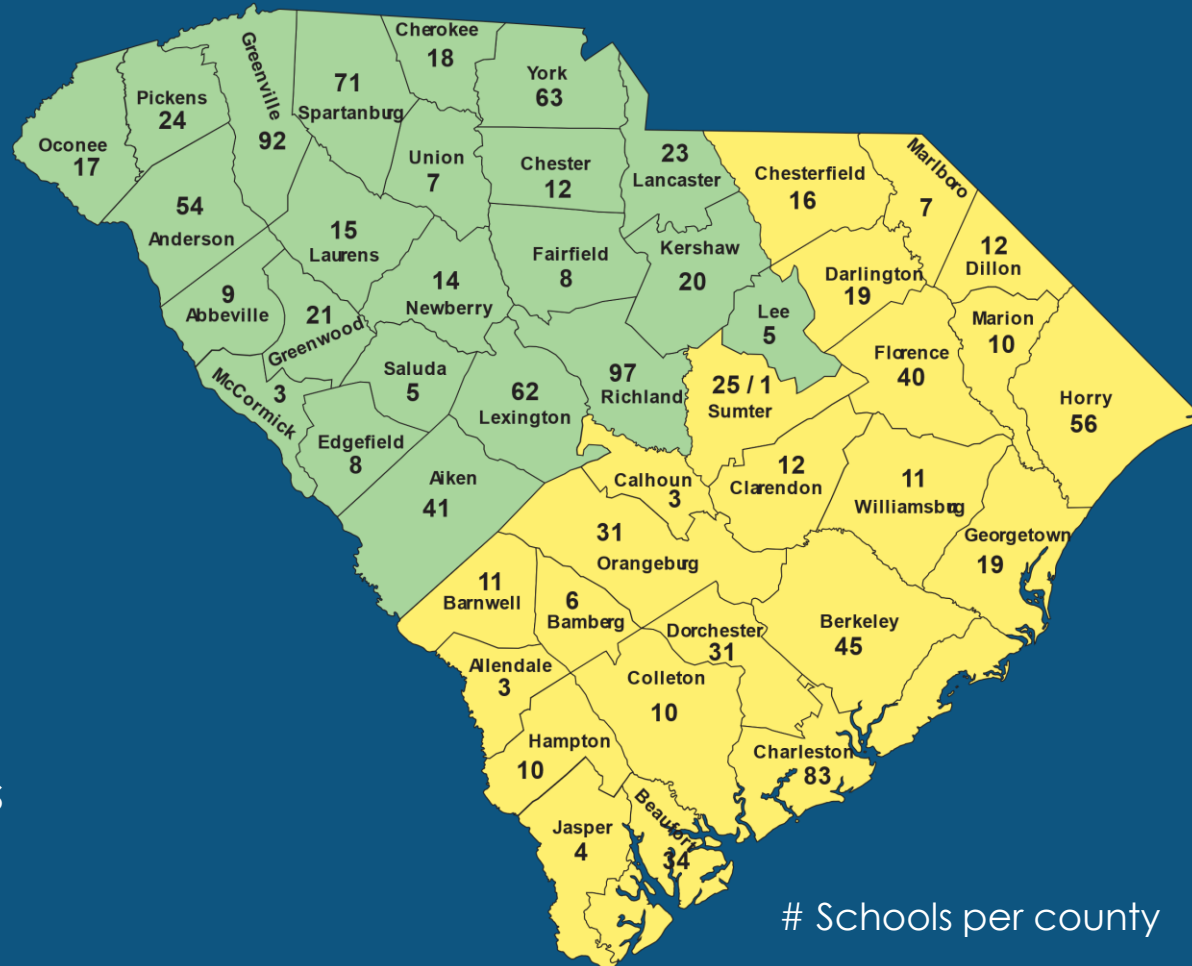 Cherokee
18
Greenville
92
71
Spartanburg
York
63
Pickens
24
Oconee
17
Union
7
Chester
12
23
Lancaster
Chesterfield
16
Marlboro
7
54
Anderson
15
Laurens
12
Dillon
Kershaw
20
Fairfield
8
Darlington
19
14
Newberry
9
Abbeville
21
Greenwood
Lee
5
Marion
10
Florence
40
Saluda
5
97
Richland
25 / 1
Sumter
3
McCormick
62
Lexington
Horry
56
Edgefield
8
Aiken
41
Calhoun
3
12
Clarendon
11
Williamsburg
31
Orangeburg
Georgetown
19
11
Barnwell
6
Bamberg
Dorchester
31
Berkeley
45
Allendale
3
Colleton
10
Hampton
10
Charleston
83
s
Beaufort
34
Jasper
4
# Schools per county